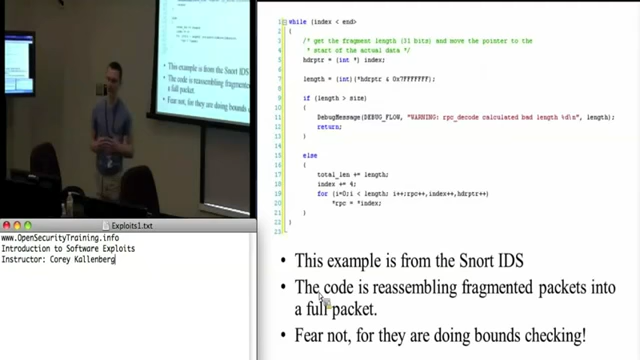 while (index < end)
{
/* get the fragment length (31 bits) and move the pointer to the
start of the actual data */
hdrptr = (int *) index;
length = (int)(*hdrptr & 0x7FFFFFFF);
if (length > size)
{
DebugMessage(DEBUG_FLOW, "WARNING: rpc_decode calculated bad length %d\n", length);
return;
}
else
{
total_len += length;
index += 4;
for (i=0;i < length; i++,rpc++,index++,hdrptr++)
*rpc = *index;
}
}
• This example is from the Snort IDS
• The code is reassembling fragmented packets into
a full packet.
• Fear not, for they are doing bounds checking!
• This example is from the Snort IDS
• The code is reassembling fragmented packets into
a full packet.
• Fear not, for they are doing bounds
Exploits1.txt
www.OpenSecurityTraining.info
Introduction to Software Exploits
Instructor: Corey Kallenberg